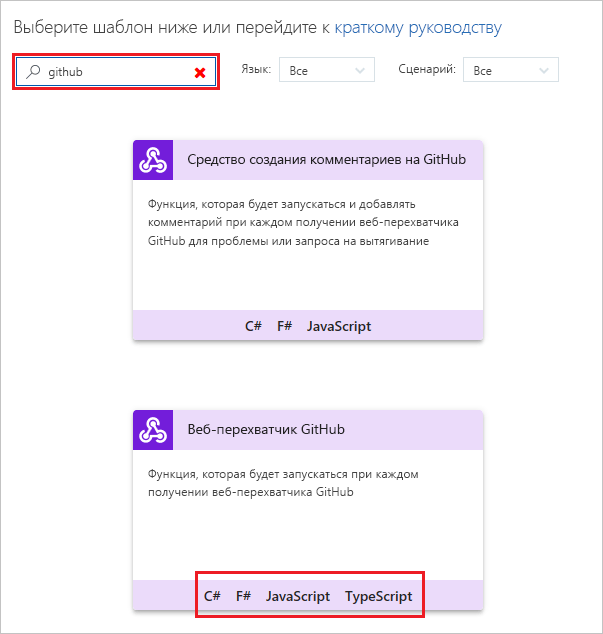 Выберите шаблон ниже или перейдите к краткому руководству
github Язык: Все Сценарий: Все
Средство создания комментариев на GitHub
Функция, которая будет запускаться и добавлять
комментарий при каждом получении веб-перехватчика
GitHub для проблемы или запроса на вытягивание
C# F# JavaScript
Веб-перехватчик GitHub
Функция, которая будет запускаться при каждом
получении веб-перехватчика GitHub
C# F# JavaScript TypeScript